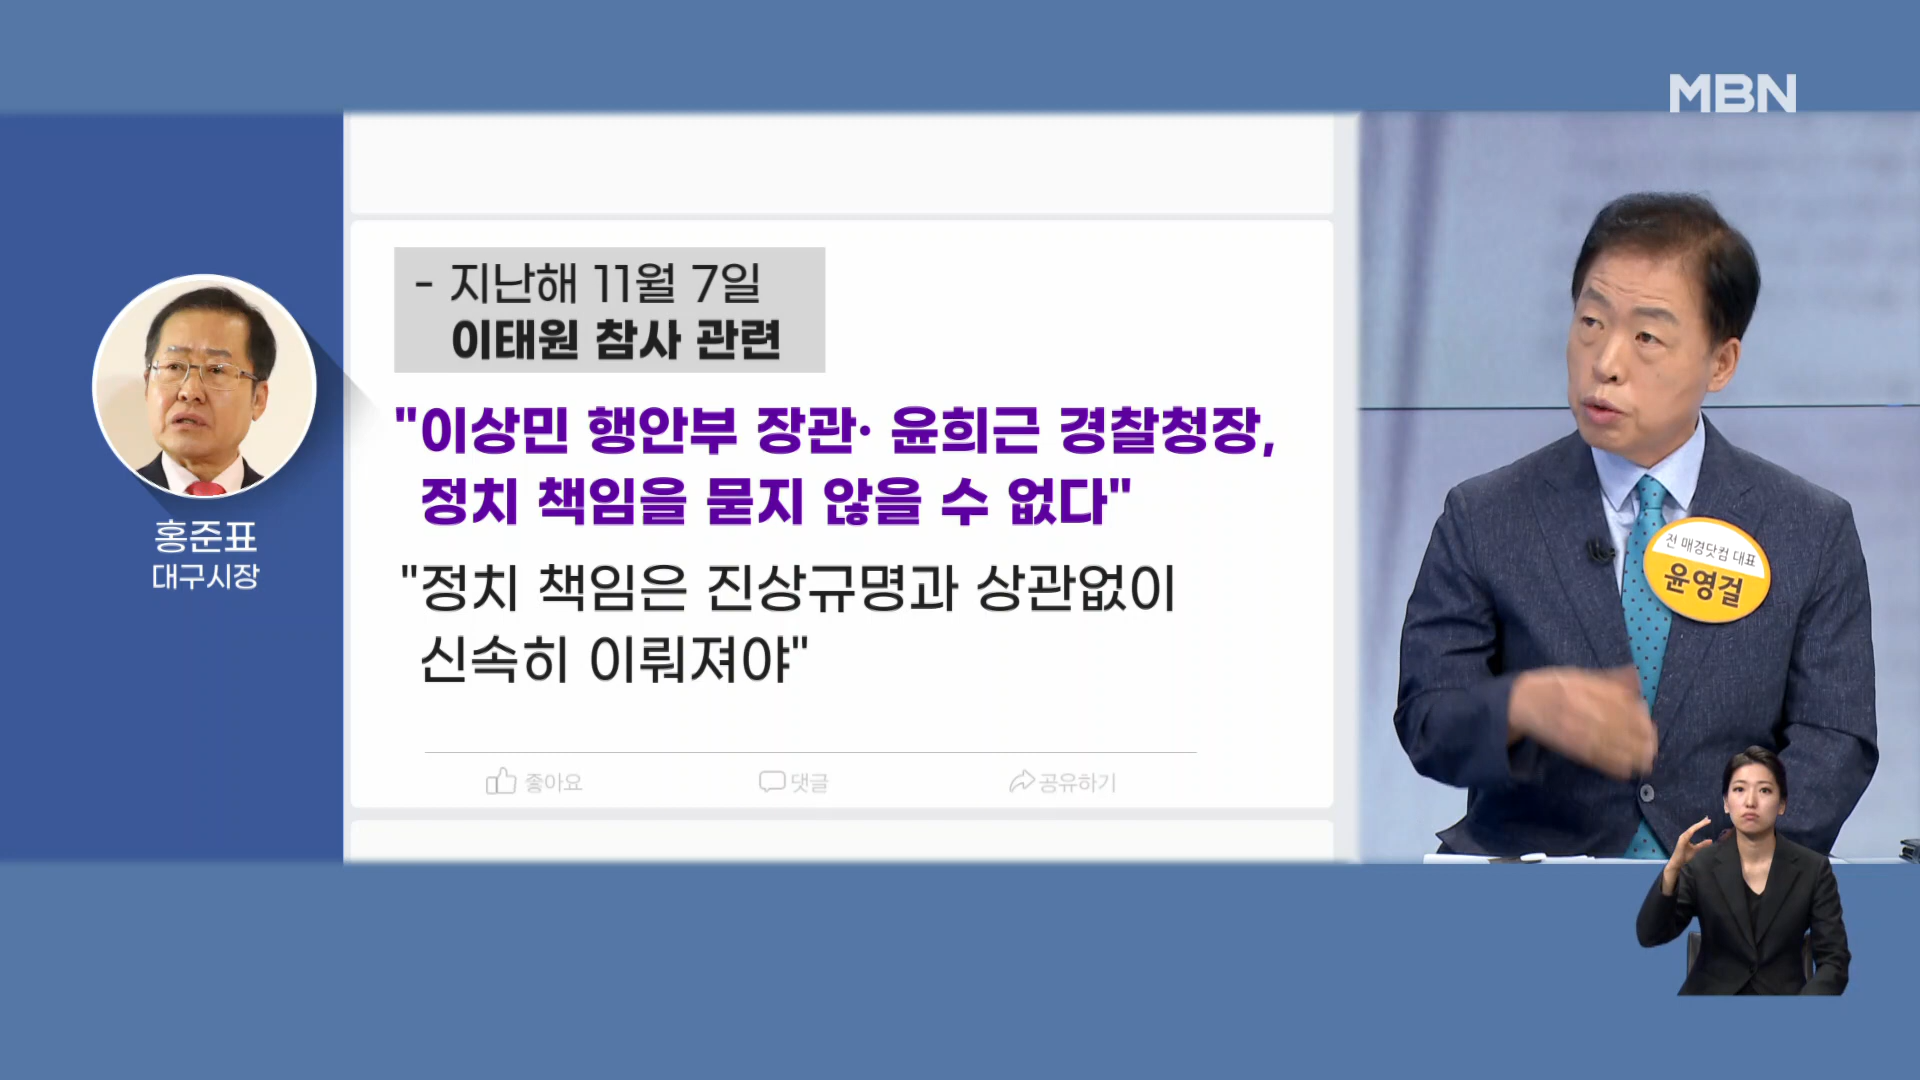 MBN
- 지난해 11월 7일
이태원 참사 관련
"이상민 행안부 장관· 윤희근 경찰청장,
정치 책임을 묻지 않을 수 없다"
"정치 책임은 진상규명과 상관없이
신속히 이뤄져야"
좋아요 댓글 공유하기
홍준표
대구시장
전 매경닷컴 대표
윤영걸